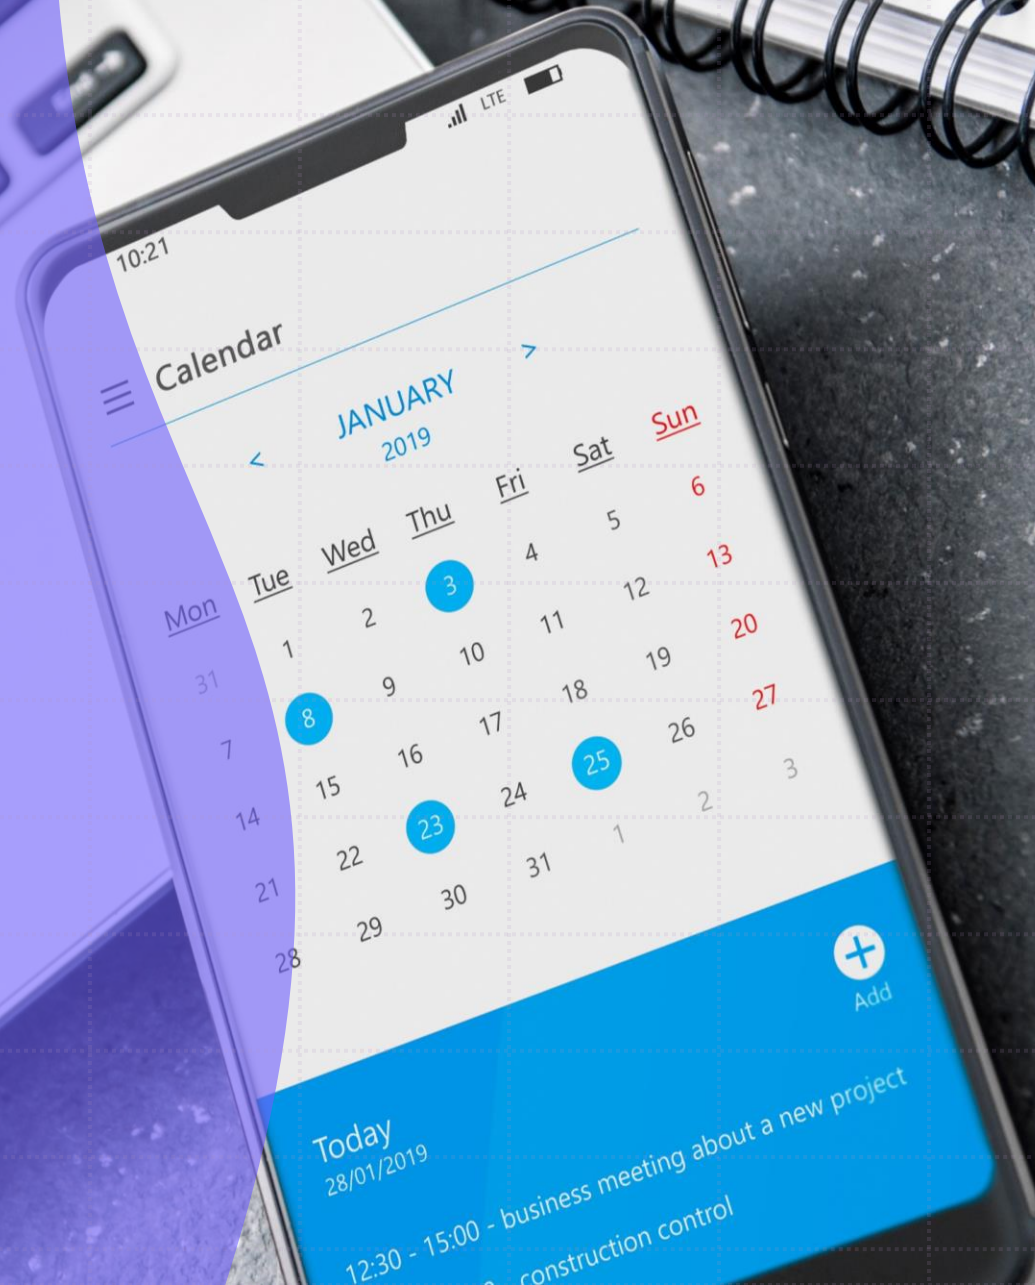 10:21
LTE
Calendar
< JANUARY >
2019
Mon Tue Wed Thu Fri Sat Sun
31 1 2 3 4 5 6
7 8 9 10 11 12 13
14 15 16 17 18 19 20
21 22 23 24 25 26 27
28 29 30 31 1 2 3
Add
Today
28/01/2019
12:30 - 15:00 - business meeting about a new project
- construction control